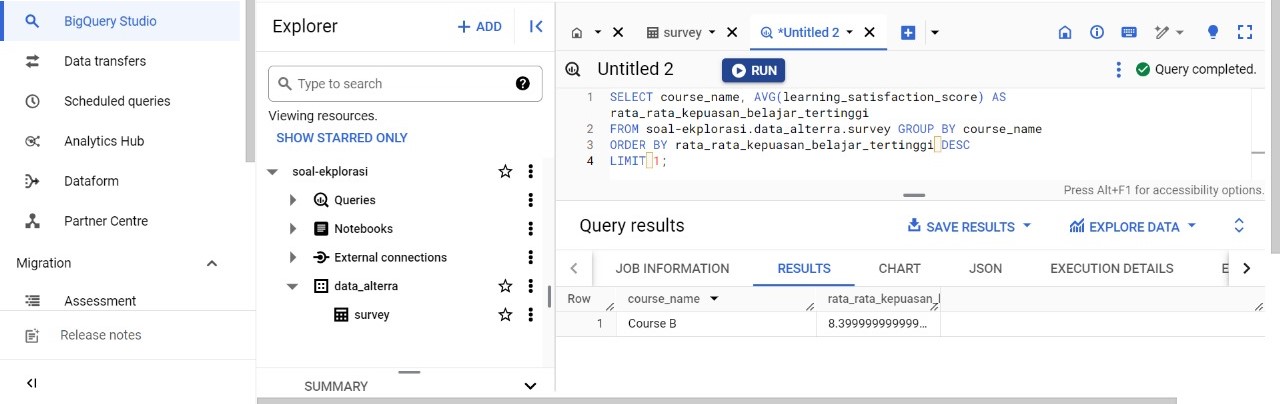 BigQuery Studio
Data transfers
Scheduled queries
Analytics Hub
Dataform
Partner Centre
Migration
Assessment
Release notes
Explorer
+ ADD
Type to search
Viewing resources.
SHOW STARRED ONLY
soal-ekplorasi
Queries
Notebooks
External connections
data_alterra
survey
SUMMARY
survey
*Untitled 2
Untitled 2
RUN
Query completed.
1 SELECT course_name, AVG(learning_satisfaction_score) AS
rata_rata_kepuasan_belajar_tertinggi
2 FROM soal-ekplorasi.data_alterra.survey GROUP BY course_name
3 ORDER BY rata_rata_kepuasan_belajar_tertinggi DESC
4 LIMIT 1;
Press Alt+F1 for accessibility options.
Query results
SAVE RESULTS
EXPLORE DATA
JOB INFORMATION
RESULTS
CHART
JSON
EXECUTION DETAILS
Row
course_name
rata_rata_kepuasan_
1
Course B
8.399999999999...